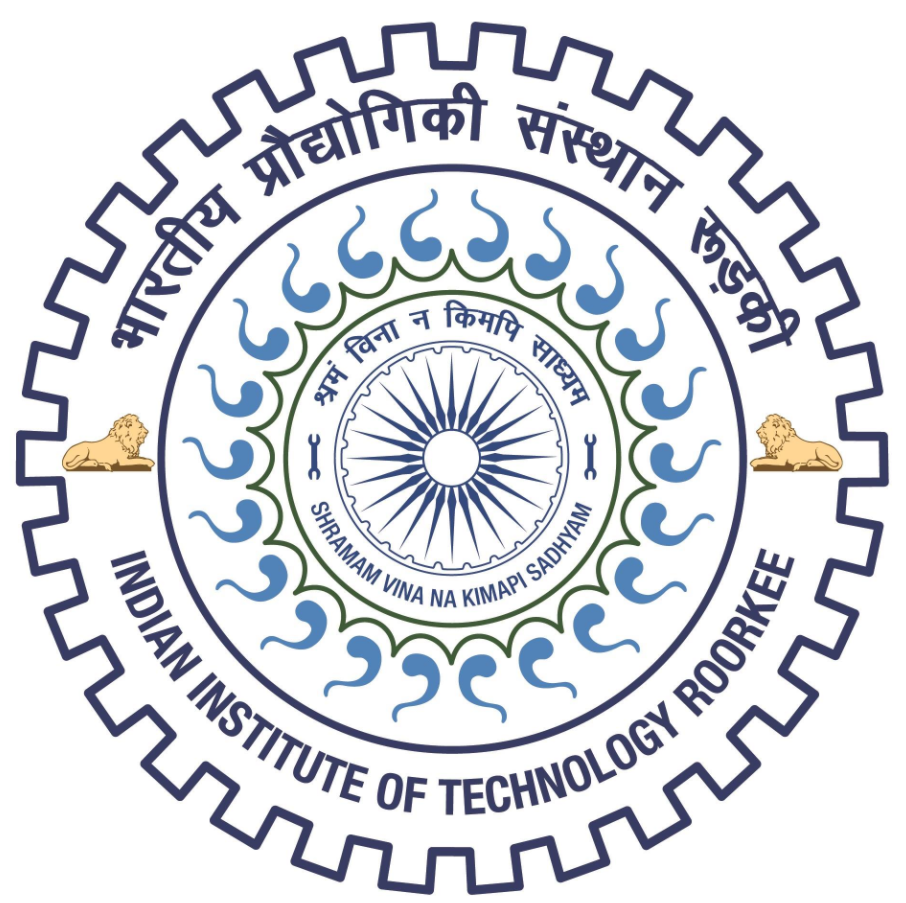 भारतीय प्रौद्योगिकी संस्थान रूड़की
श्रमं विना न किमपि साध्यम
SHRAMAM VINA NA KIMAPI SADHYAM
INDIAN INSTITUTE OF TECHNOLOGY ROORKEE